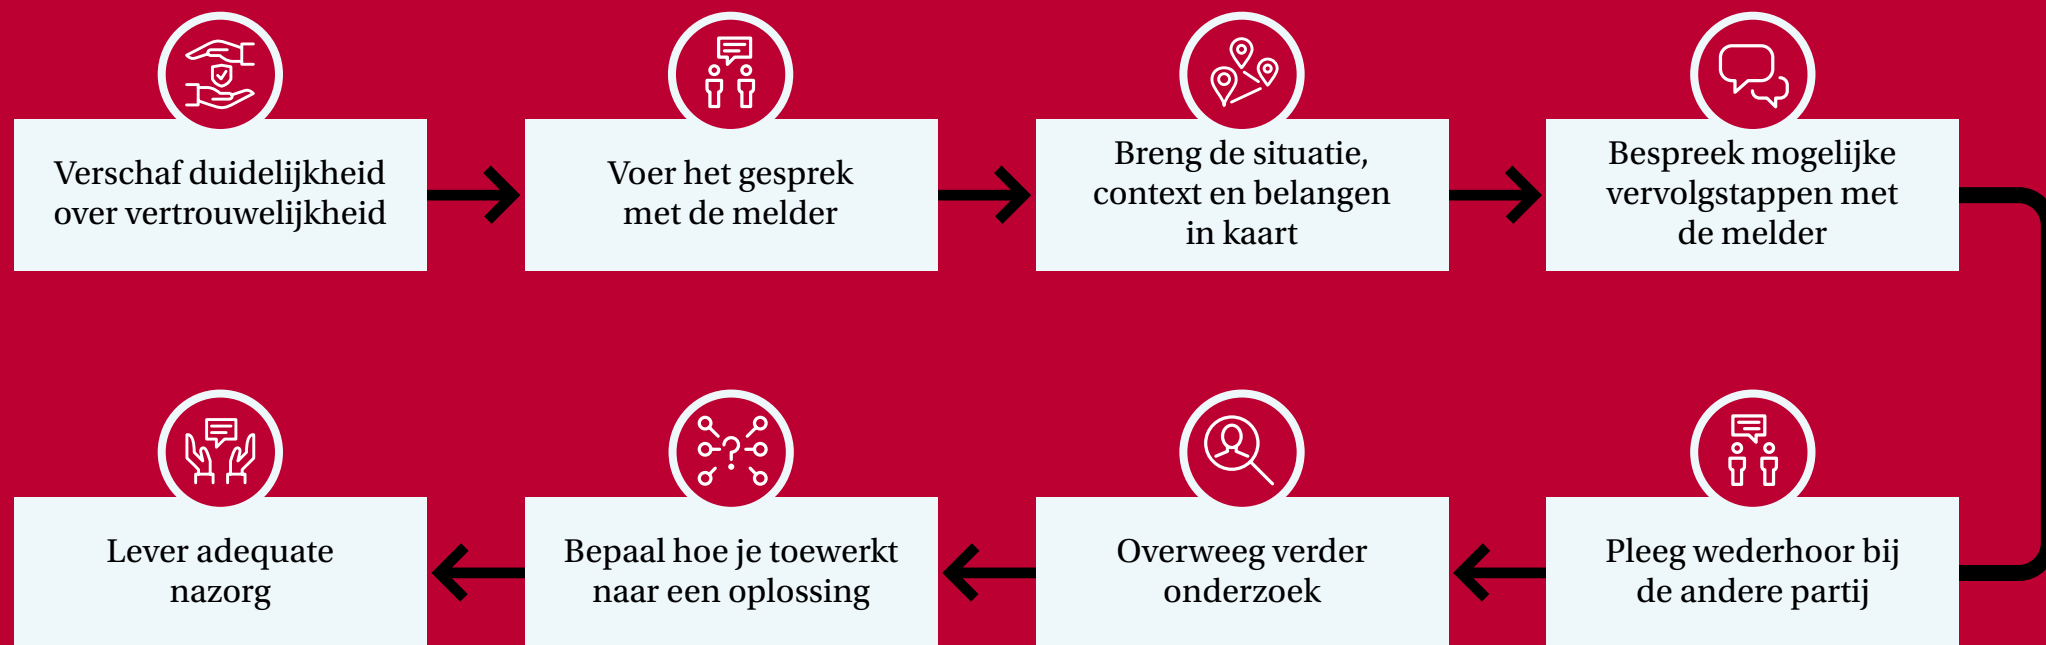 Verschaf duidelijkheid
over vertrouwelijkheid
Voer het gesprek
met de melder
Breng de situatie,
context en belangen
in kaart
Bespreek mogelijke
vervolgstappen met
de melder
Pleeg wederhoor bij
de andere partij
Overweeg verder
onderzoek
Bepaal hoe je toewerkt
naar een oplossing
Lever adequate
nazorg